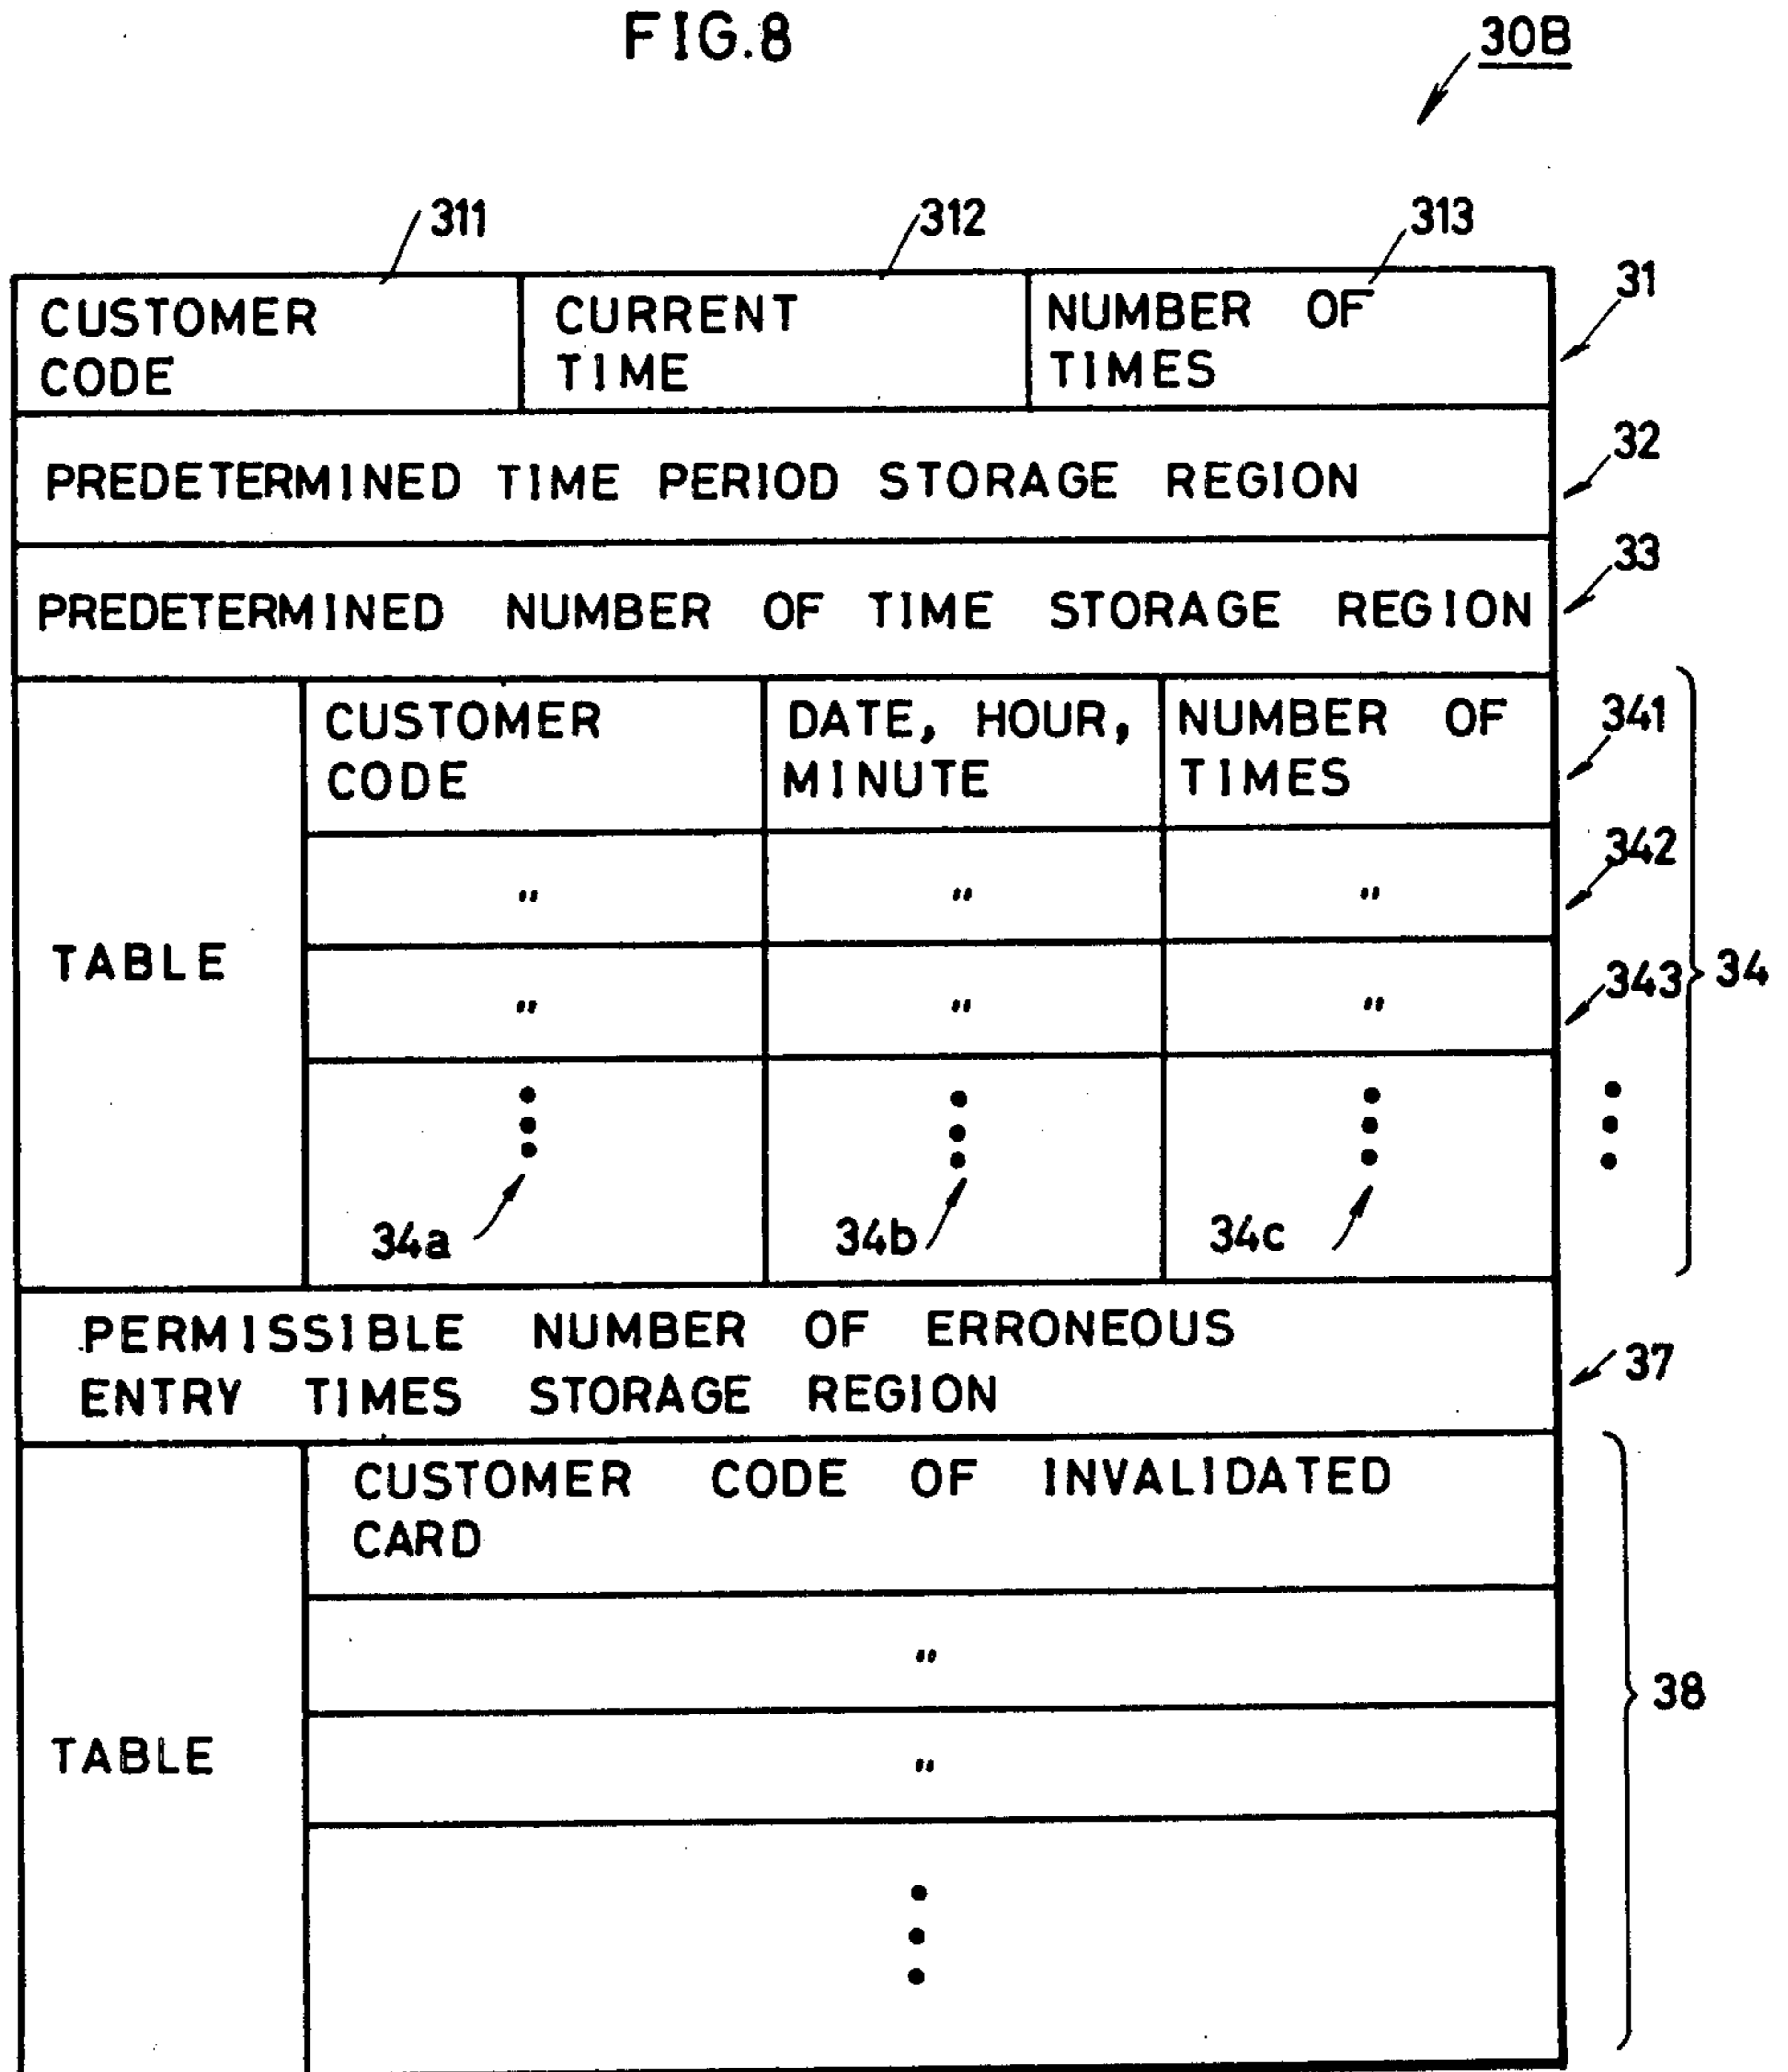 FIG.8
30B
311 312 313
CUSTOMER CODE CURRENT TIME NUMBER OF TIMES 31
PREDETERMINED TIME PERIOD STORAGE REGION 32
PREDETERMINED NUMBER OF TIME STORAGE REGION 33
TABLE
CUSTOMER CODE DATE, HOUR, MINUTE NUMBER OF TIMES 341
" " " 342
" " " 343
34
34a 34b 34c
PERMISSIBLE NUMBER OF ERRONEOUS
ENTRY TIMES STORAGE REGION 37
TABLE
CUSTOMER CODE OF INVALIDATED
CARD
"
"
38